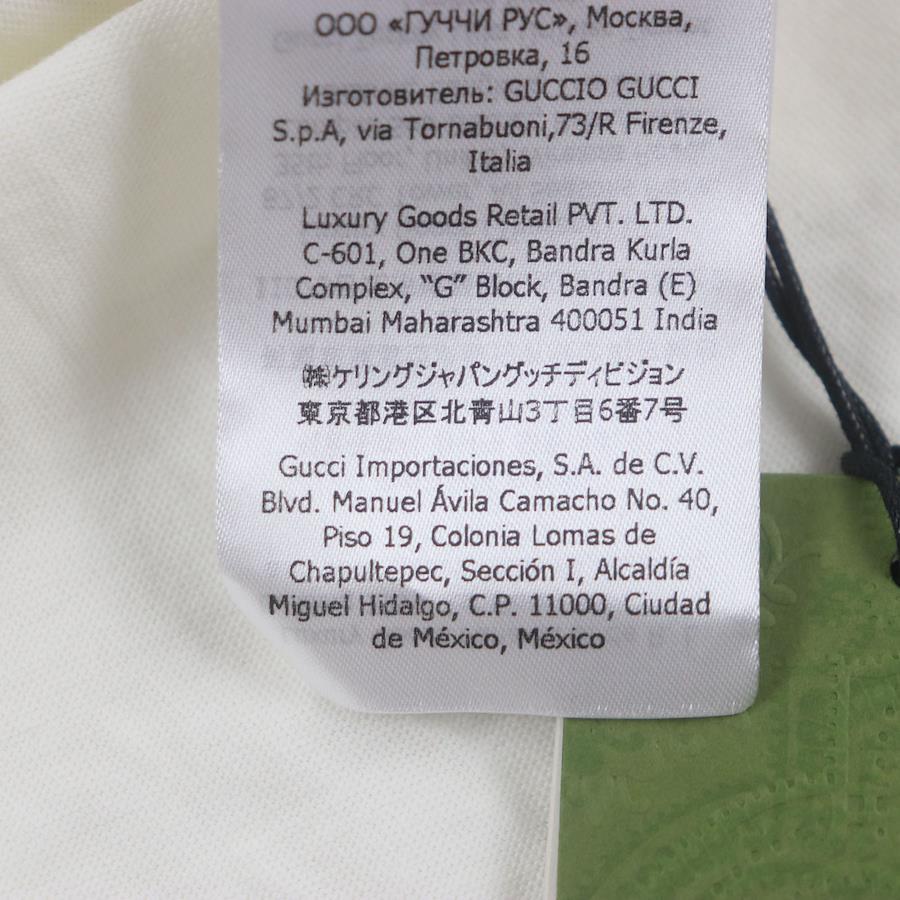 ООО «ГУЧЧИ РУС», Москва,
Петровка, 16
Изготовитель: GUCCIO GUCCI
S.p.A, via Tornabuoni,73/R Firenze,
Italia
Luxury Goods Retail PVT. LTD.
C-601, One BKC, Bandra Kurla
Complex, “G” Block, Bandra (E)
Mumbai Maharashtra 400051 India
㈱ケリングジャパングッチディビジョン
東京都港区北青山3丁目6番7号
Gucci Importaciones, S.A. de C.V.
Blvd. Manuel Ávila Camacho No. 40,
Piso 19, Colonia Lomas de
Chapultepec, Sección I, Alcaldía
Miguel Hidalgo, C.P. 11000, Ciudad
de México, México